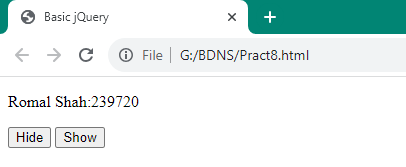 Basic jQuery
File G:/BDNS/Pract8.html
Romal Shah:239720
Hide Show